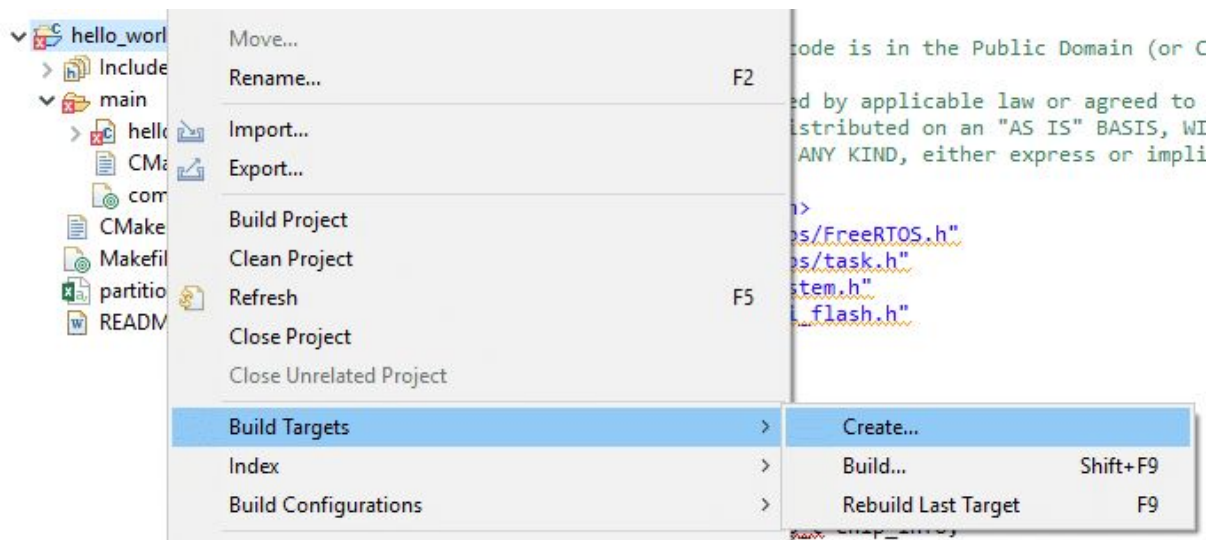 hello_worl
Include
main
hello
CMa
com
CMake
Makefil
partitio
READM
Move...
Rename... F2
Import...
Export...
Build Project
Clean Project
Refresh F5
Close Project
Close Unrelated Project
Build Targets
Index
Build Configurations
Create...
Build... Shift+F9
Rebuild Last Target F9
code is in the Public Domain (or C
ed by applicable law or agreed to
istributed on an "AS IS" BASIS, WI
ANY KIND, either express or impli
h>
os/FreeRTOS.h"
os/task.h"
stem.h"
i_flash.h"